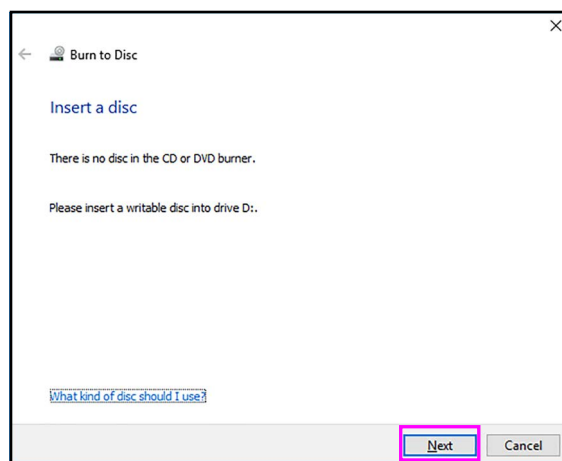 Burn to Disc
Insert a disc
There is no disc in the CD or DVD burner.
Please insert a writable disc into drive D:.
What kind of disc should I use?
Next
Cancel